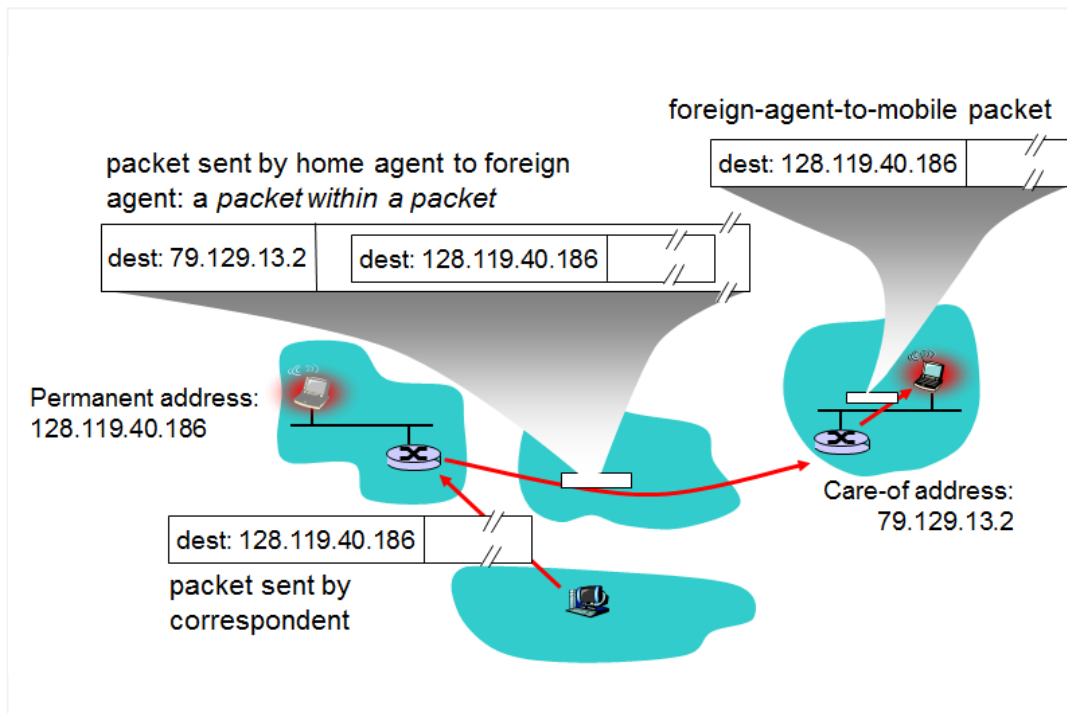 foreign-agent-to-mobile packet
dest: 128.119.40.186
packet sent by home agent to foreign
agent: a packet within a packet
dest: 79.129.13.2
dest: 128.119.40.186
Permanent address:
128.119.40.186
Care-of address:
79.129.13.2
dest: 128.119.40.186
packet sent by
correspondent